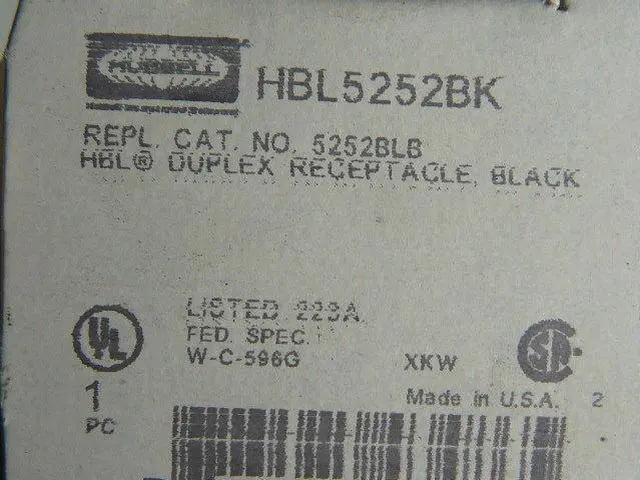 HUBBELL
HBL5252BK
REPL. CAT. NO. 5252BLB
HBL® DUPLEX RECEPTACLE, BLACK
LISTED 223A
FED. SPEC.
W-C-596G XKW
UL
SA
1
PC
Made in U.S.A. 2